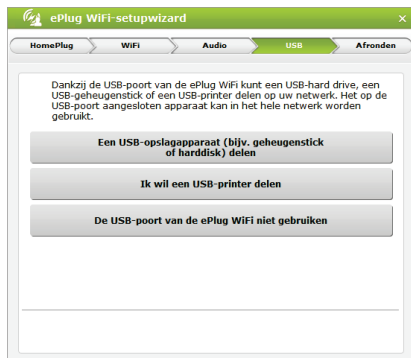 ePlug WiFi-setupwizard
HomePlug WiFi Audio USB Afronden
Dankzij de USB-poort van de ePlug WiFi kunt een USB-hard drive, een
USB-geheugenstick of een USB-printer delen op uw netwerk. Het op de
USB-poort aangesloten apparaat kan in het hele netwerk worden
gebruikt.
Een USB-opslagapparaat (bijv. geheugenstick
of harddisk) delen
Ik wil een USB-printer delen
De USB-poort van de ePlug WiFi niet gebruiken